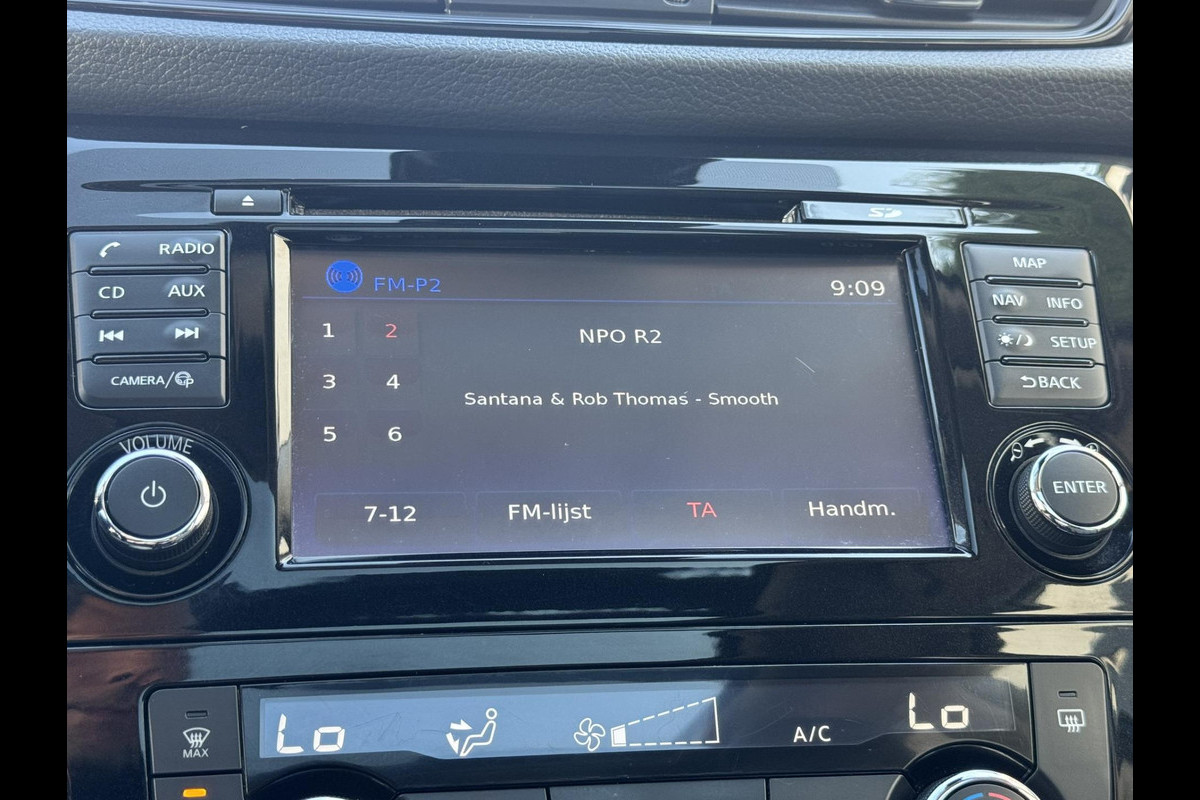 SD
RADIO
CD AUX
CAMERA/
VOLUME
FM-P2 9:09
1 2 NPO R2
3 4 Santana & Rob Thomas - Smooth
5 6
7-12 FM-lijst TA Handm.
MAP
NAV INFO
SETUP
BACK
ENTER
MAX
Lo A/C Lo